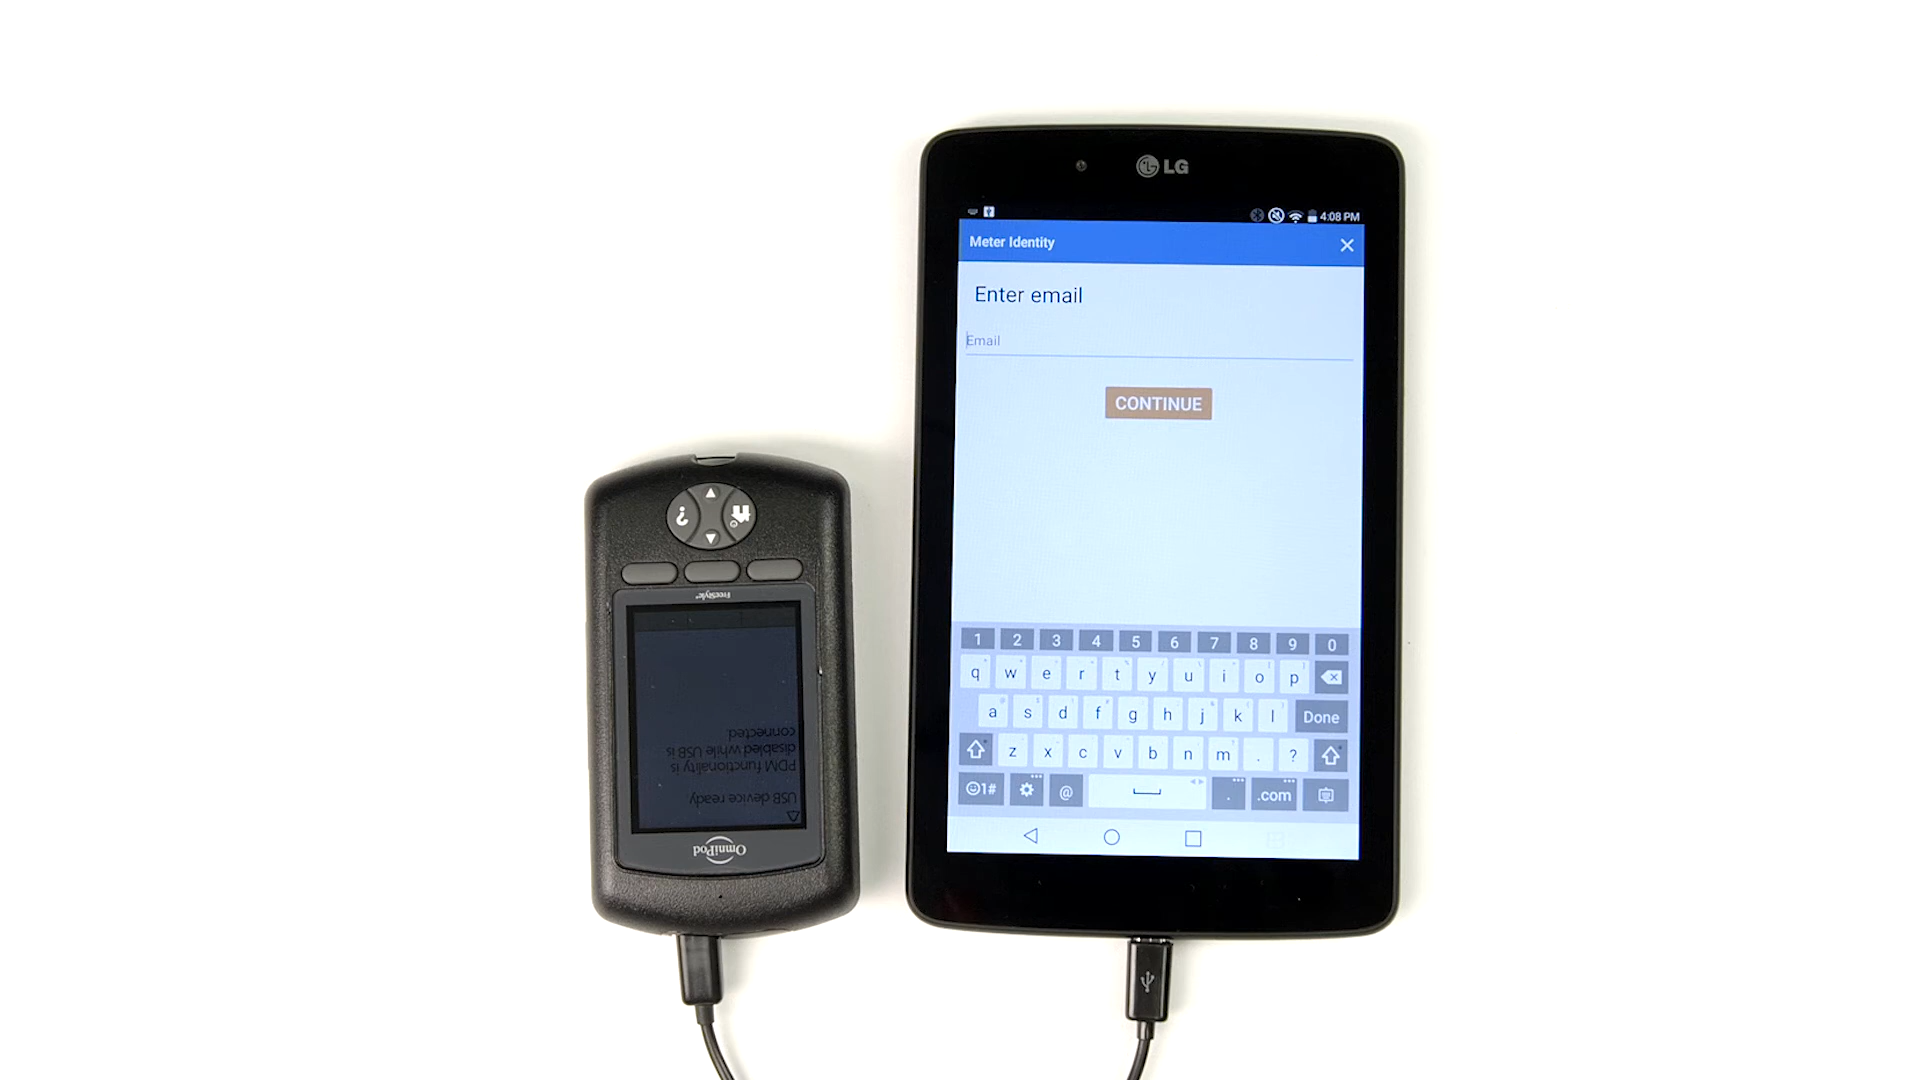 FreeStyle
USB device ready
PDM functionality is
disabled while USB is
connected.
OmniPod
LG
4:08 PM
Meter Identity
Enter email
Email
CONTINUE
1 2 3 4 5 6 7 8 9 0
q w e r t y u i o p
a s d f g h j k l Done
z x c v b n m . ?
1# @ . .com